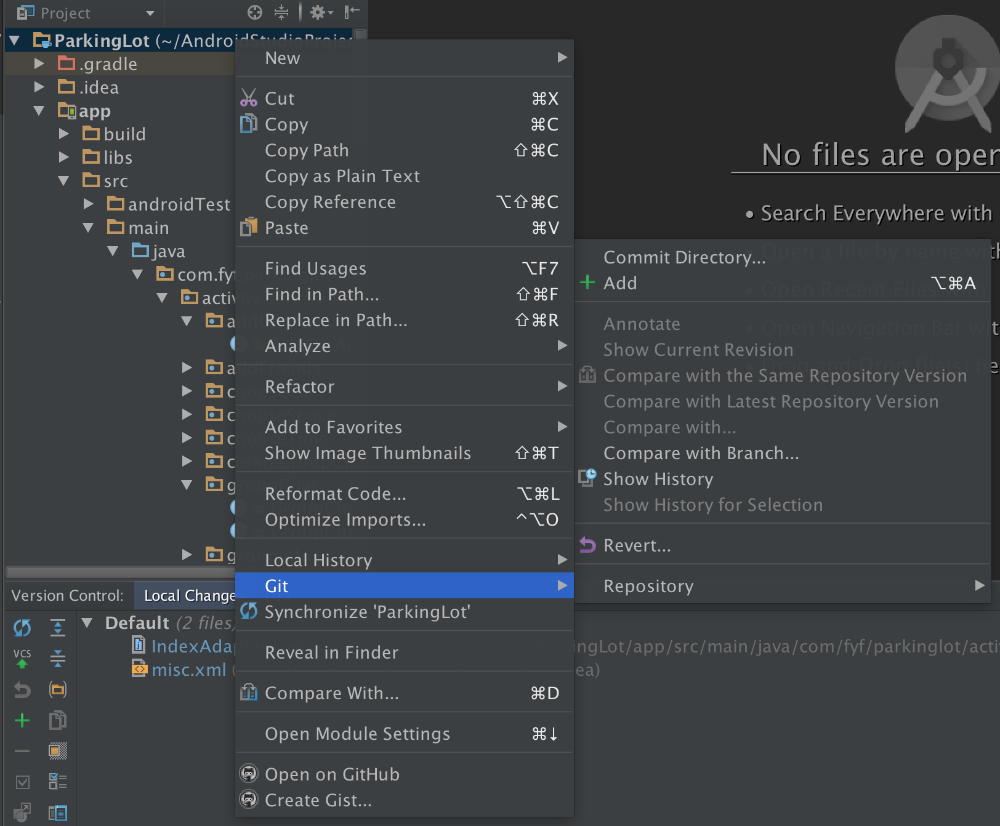 Project
ParkingLot (~/AndroidStudioProjec
.gradle
.idea
app
build
libs
src
androidTest
main
java
com.fyf.parkinglot
activity
New
Cut ⌘X
Copy ⌘C
Copy Path ⇧⌘C
Copy as Plain Text
Copy Reference ⌥⇧⌘C
Paste ⌘V
Find Usages ⌥F7
Find in Path... ⇧⌘F
Replace in Path... ⇧⌘R
Analyze
Refactor
Add to Favorites
Show Image Thumbnails ⇧⌘T
Reformat Code... ⌥⌘L
Optimize Imports... ^⌥O
Local History
Git
Synchronize 'ParkingLot'
Reveal in Finder
Compare With... ⌘D
Open Module Settings ⌘↓
Open on GitHub
Create Gist...
Commit Directory...
Add ⌥⌘A
Annotate
Show Current Revision
Compare with the Same Repository Version
Compare with Latest Repository Version
Compare with...
Compare with Branch...
Show History
Show History for Selection
Revert...
Repository
No files are open
• Search Everywhere with
• Open a file by name with
• Open Recent Files with
• Open Navigation Bar wit
• Drag and Drop file(s) he
Version Control: Local Changes
Default (2 files)
IndexAdap
ingLot/app/src/main/java/com/fyf/parkinglot/acti
misc.xml (
ea)
VCS